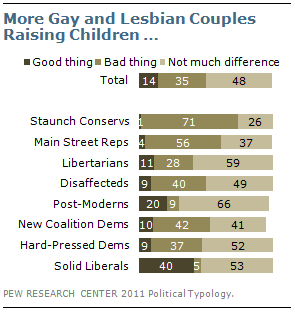 More Gay and Lesbian Couples
Raising Children ...
Good thing Bad thing Not much difference
Total 14 35 48
Staunch Conservs 1 71 26
Main Street Reps 4 56 37
Libertarians 11 28 59
Disaffecteds 9 40 49
Post-Moderns 20 9 66
New Coalition Dems 10 42 41
Hard-Pressed Dems 9 37 52
Solid Liberals 40 5 53
PEW RESEARCH CENTER 2011 Political Typology.